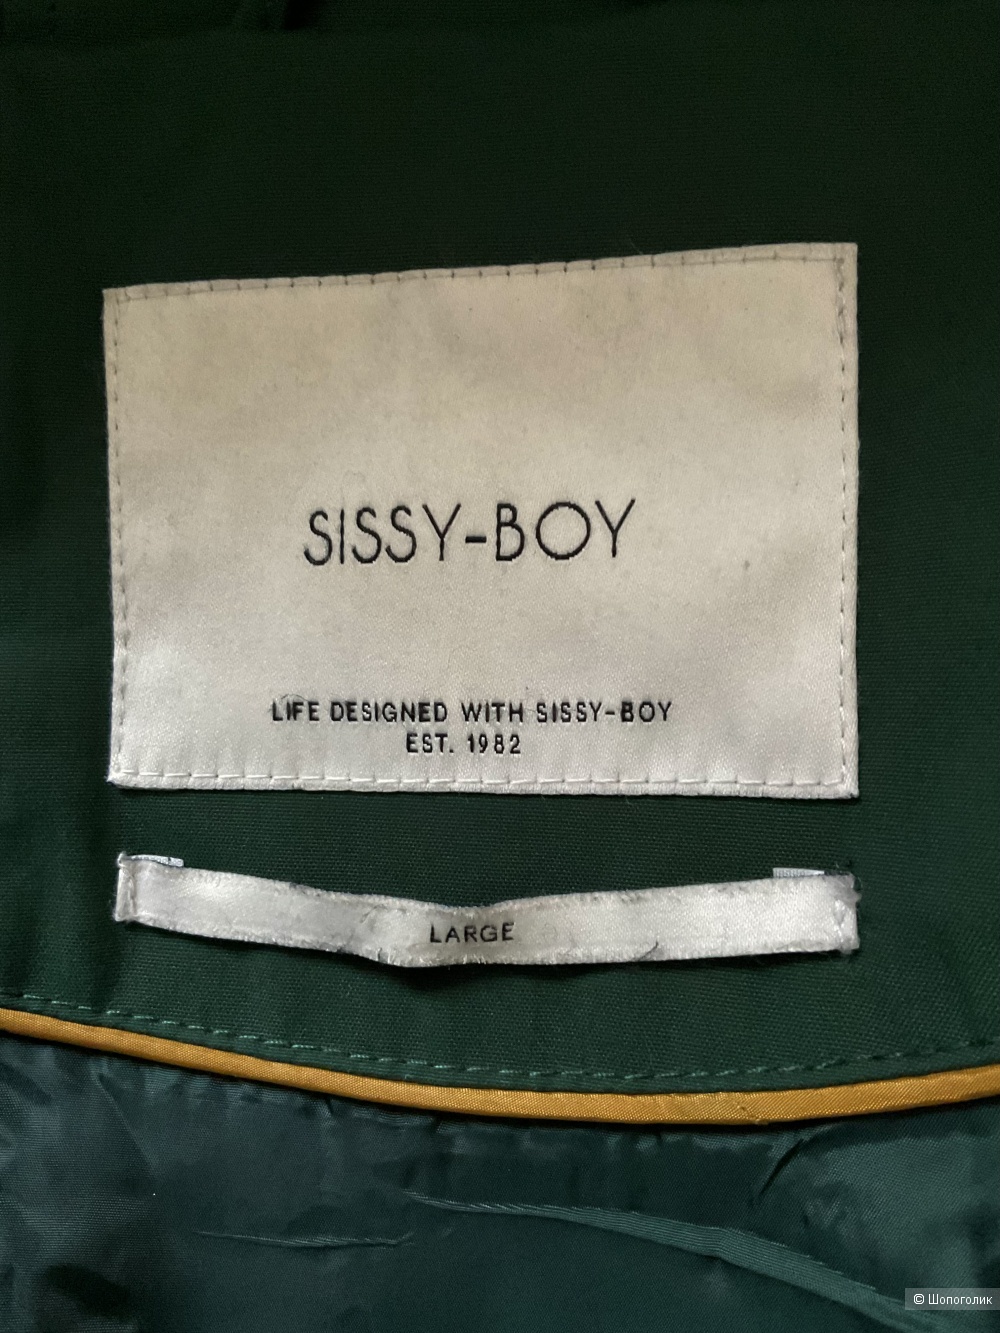 SISSY-BOY
LIFE DESIGNED WITH SISSY-BOY
EST. 1982
LARGE
© Шопоголик